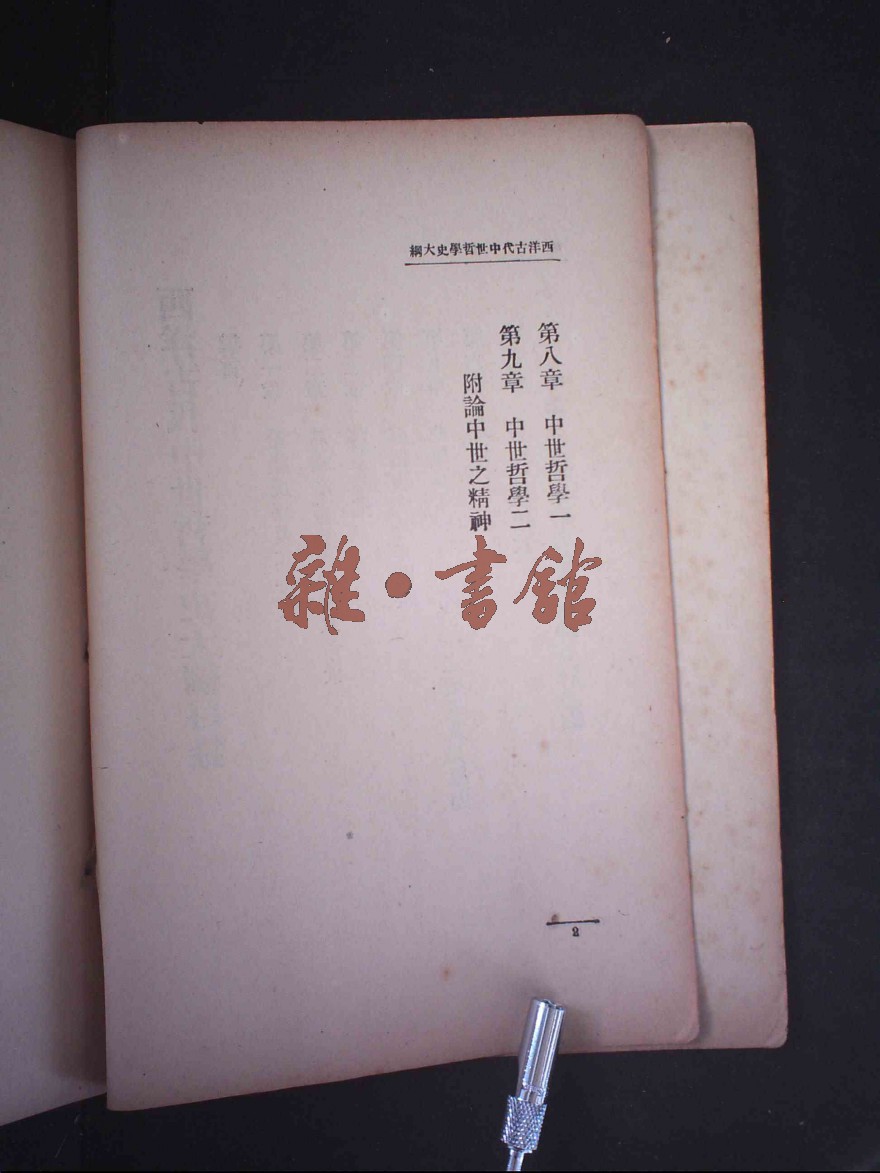 西洋古代中世哲學史大綱
第八章　中世哲學一
第九章　中世哲學二
附論中世之精神
雜·書館
2